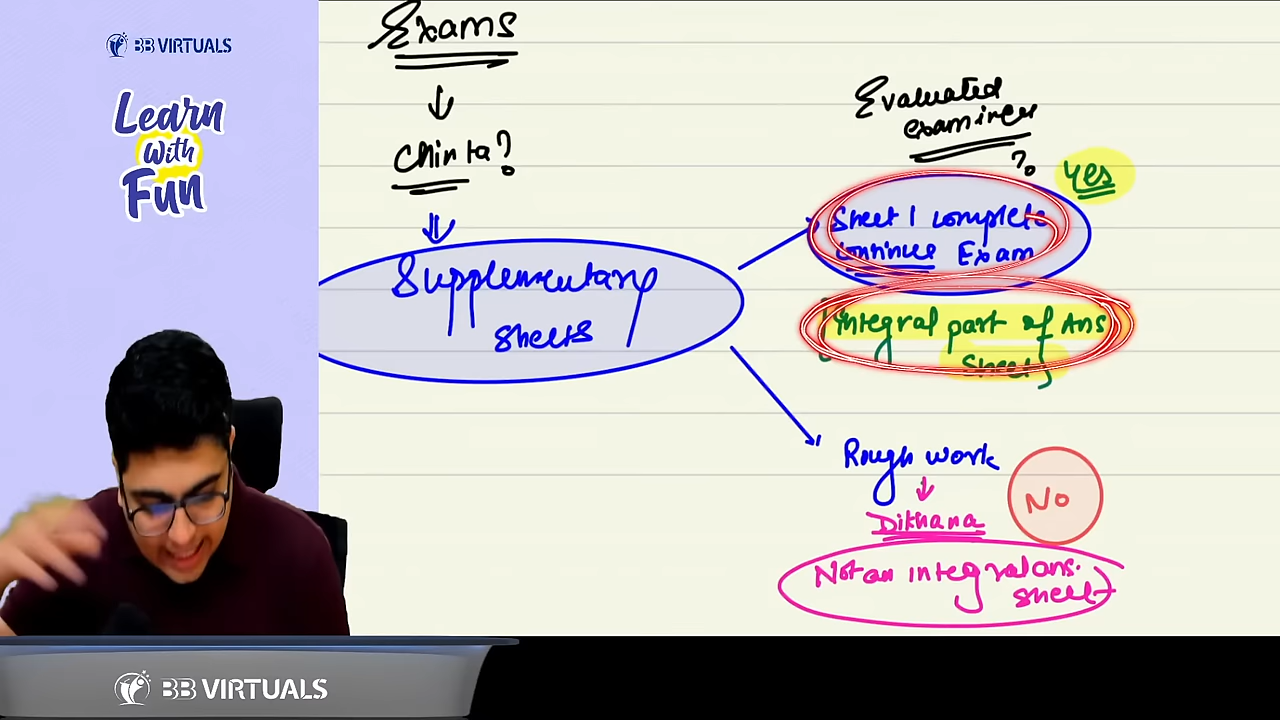 BB VIRTUALS
Learn
with
Fun
Exams
Chinta?
Supplementary
sheets
Evaluated
examiner
?
Yes
Sheet 1 complete
continue Exam
{Integral part of Ans
Sheet}
Rough work
Dikhana
No
Not an integral ans.
sheet
BB VIRTUALS